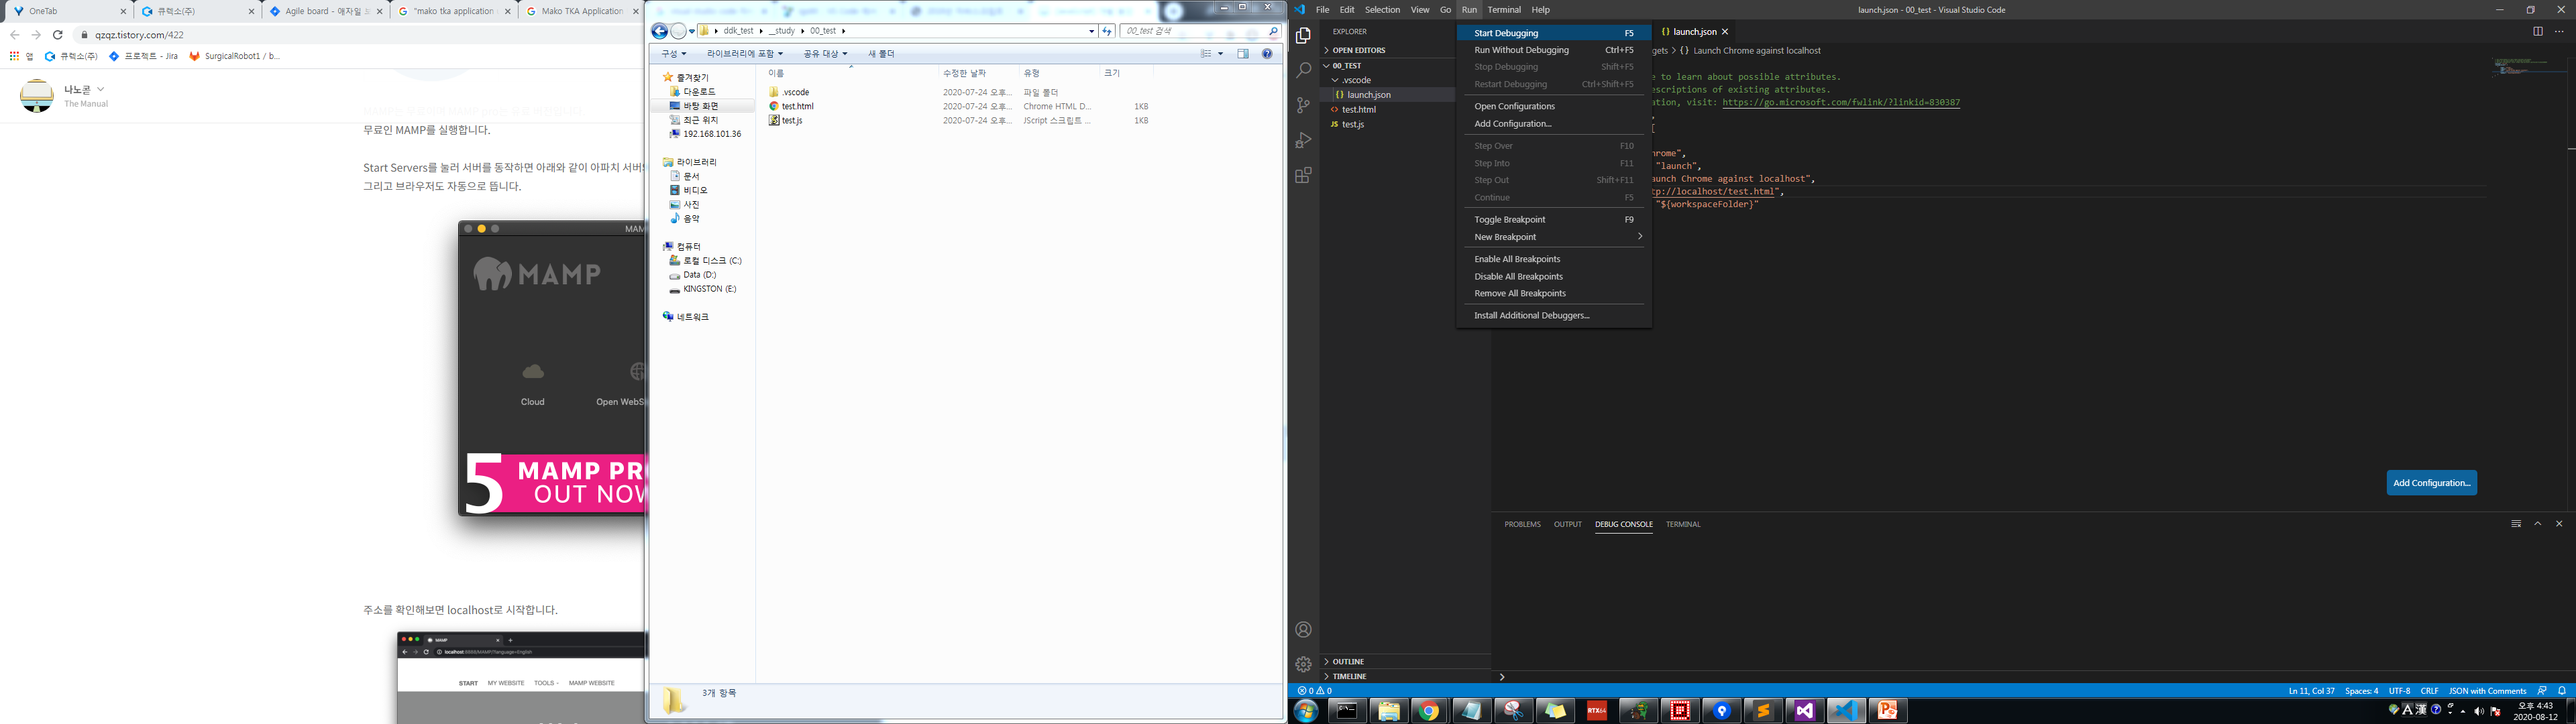 OneTab
큐렉소(주)
Agile board - 애자일 보
"mako tka application
Mako TKA Application
qzqz.tistory.com/422
앱
큐렉소(주)
프로젝트 - Jira
SurgicalRobot1 / b...
나노콛
The Manual
무료인 MAMP를 실행합니다.
Start Servers를 눌러 서버를 동작하면 아래와 같이 아파치 서버
그리고 브라우저도 자동으로 뜹니다.
MAMP
Cloud
Open WebSi
5
MAMP PRO
OUT NOW
주소를 확인해보면 localhost로 시작합니다.
MAMP
localhost:8888/MAMP/?language=English
START
MY WEBSITE
TOOLS
MAMP WEBSITE
ddk_test
__study
00_test
00_test 검색
구성
라이브러리에 포함
공유 대상
새 폴더
즐겨찾기
다운로드
바탕 화면
최근 위치
192.168.101.36
라이브러리
문서
비디오
사진
음악
컴퓨터
로컬 디스크 (C:)
Data (D:)
KINGSTON (E:)
네트워크
이름
수정한 날짜
유형
크기
.vscode
2020-07-24 오후...
파일 폴더
test.html
2020-07-24 오후...
Chrome HTML D...
1KB
test.js
2020-07-24 오후...
JScript 스크립트 ...
1KB
3개 항목
File Edit Selection View Go Run Terminal Help
launch.json - 00_test - Visual Studio Code
EXPLORER
OPEN EDITORS
00_TEST
.vscode
{} launch.json
<> test.html
JS test.js
OUTLINE
TIMELINE
Start Debugging F5
Run Without Debugging Ctrl+F5
Stop Debugging Shift+F5
Restart Debugging Ctrl+Shift+F5
Open Configurations
Add Configuration...
Step Over F10
Step Into F11
Step Out Shift+F11
Continue F5
Toggle Breakpoint F9
New Breakpoint
Enable All Breakpoints
Disable All Breakpoints
Remove All Breakpoints
Install Additional Debuggers...
{} launch.json
gets > {} Launch Chrome against localhost
e to learn about possible attributes.
escriptions of existing attributes.
ation, visit: https://go.microsoft.com/fwlink/?linkid=830387
,
[
hrome",
"launch",
aunch Chrome against localhost",
tp://localhost/test.html",
"${workspaceFolder}"
Add Configuration...
PROBLEMS
OUTPUT
DEBUG CONSOLE
TERMINAL
0
0
Ln 11, Col 37
Spaces: 4
UTF-8
CRLF
JSON with Comments
RTX64
A漢
오후 4:43
2020-08-12